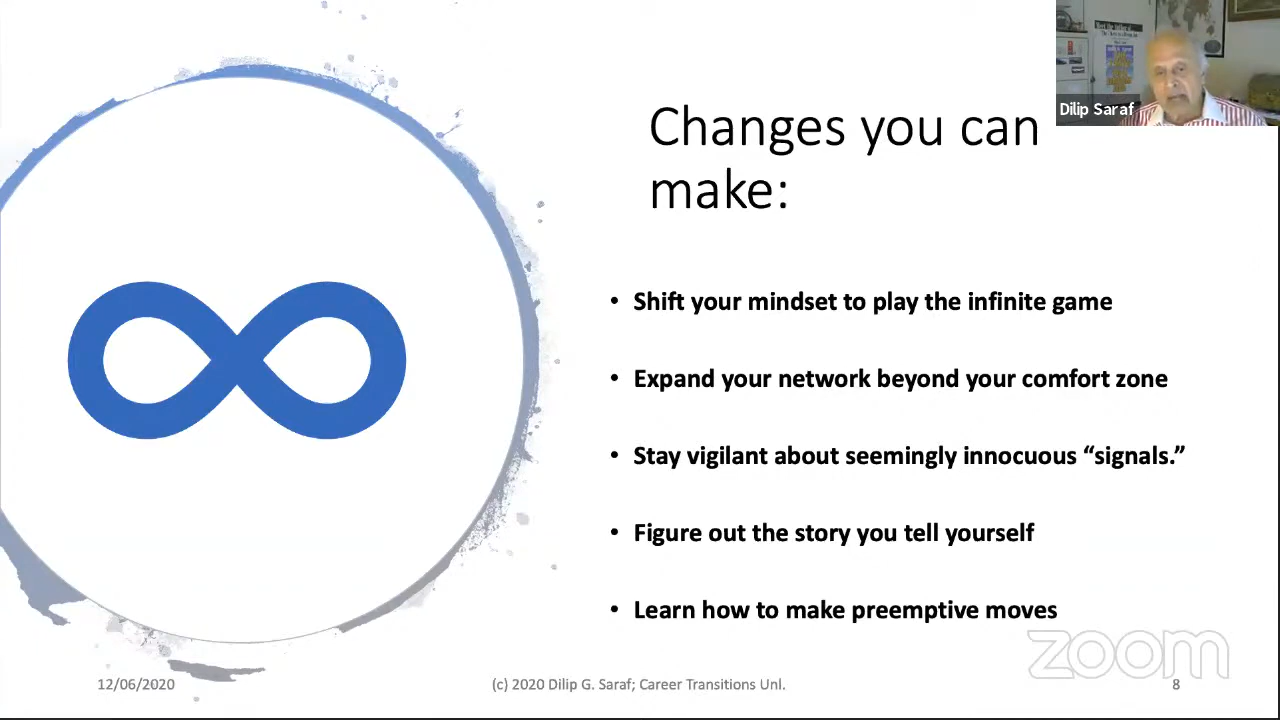 Changes you can
make:
Dilip Saraf
• Shift your mindset to play the infinite game
• Expand your network beyond your comfort zone
• Stay vigilant about seemingly innocuous “signals.”
• Figure out the story you tell yourself
• Learn how to make preemptive moves
zoom
12/06/2020
(c) 2020 Dilip G. Saraf; Career Transitions Unl.
8